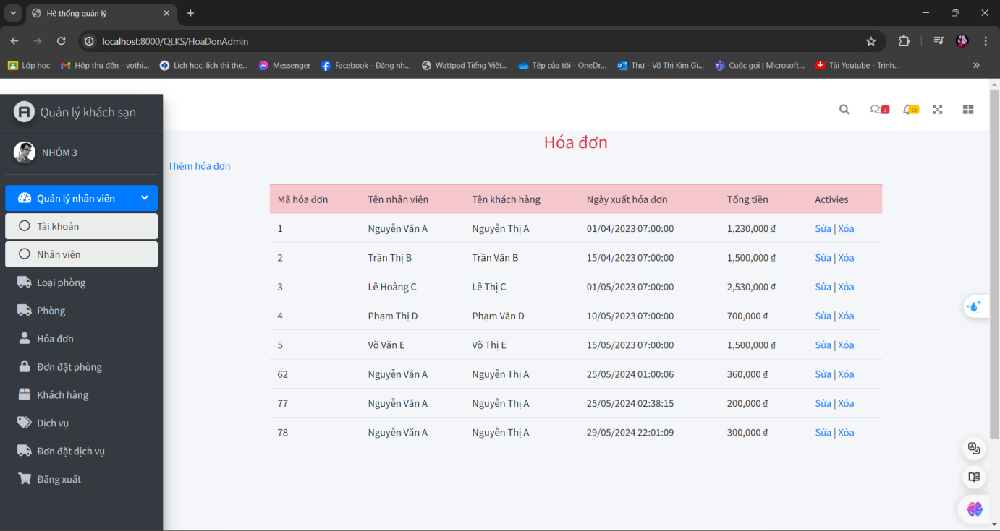 Hệ thống quản lý
localhost:8000/QLKS/HoaDonAdmin
Lớp học Hộp thư đến - vothi... Lịch học, lịch thi the... Messenger Facebook - Đăng nh... Wattpad Tiếng Việt... Tệp của tôi - OneDr... Thư - Võ Thị Kim Gi... Cuộc gọi | Microsoft... Tải Youtube - Trình...
Quản lý khách sạn
3 15
NHÓM 3
Quản lý nhân viên
Tài khoản
Nhân viên
Loại phòng
Phòng
Hóa đơn
Đơn đặt phòng
Khách hàng
Dịch vụ
Đơn đặt dịch vụ
Đăng xuất
Hóa đơn
Thêm hóa đơn
Mã hóa đơn Tên nhân viên Tên khách hàng Ngày xuất hóa đơn Tổng tiền Activies
1 Nguyễn Văn A Nguyễn Thị A 01/04/2023 07:00:00 1,230,000 ₫ Sửa | Xóa
2 Trần Thị B Trần Văn B 15/04/2023 07:00:00 1,500,000 ₫ Sửa | Xóa
3 Lê Hoàng C Lê Thị C 01/05/2023 07:00:00 2,530,000 ₫ Sửa | Xóa
4 Phạm Thị D Phạm Văn D 10/05/2023 07:00:00 700,000 ₫ Sửa | Xóa
5 Võ Văn E Võ Thị E 15/05/2023 07:00:00 1,500,000 ₫ Sửa | Xóa
62 Nguyễn Văn A Nguyễn Thị A 25/05/2024 01:00:06 360,000 ₫ Sửa | Xóa
77 Nguyễn Văn A Nguyễn Thị A 25/05/2024 02:38:15 200,000 ₫ Sửa | Xóa
78 Nguyễn Văn A Nguyễn Thị A 29/05/2024 22:01:09 300,000 ₫ Sửa | Xóa